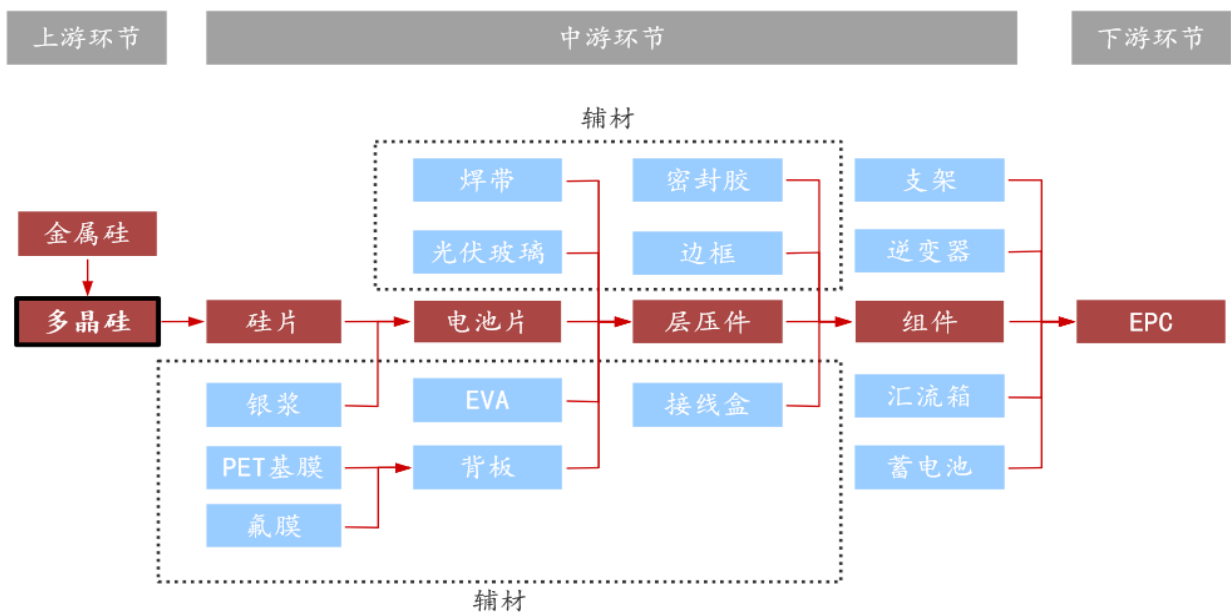 上游环节
中游环节
下游环节
辅材
焊带
密封胶
支架
金属硅
光伏玻璃
边框
逆变器
多晶硅
硅片
电池片
层压件
组件
EPC
银浆
EVA
接线盒
汇流箱
PET基膜
背板
蓄电池
氟膜
辅材